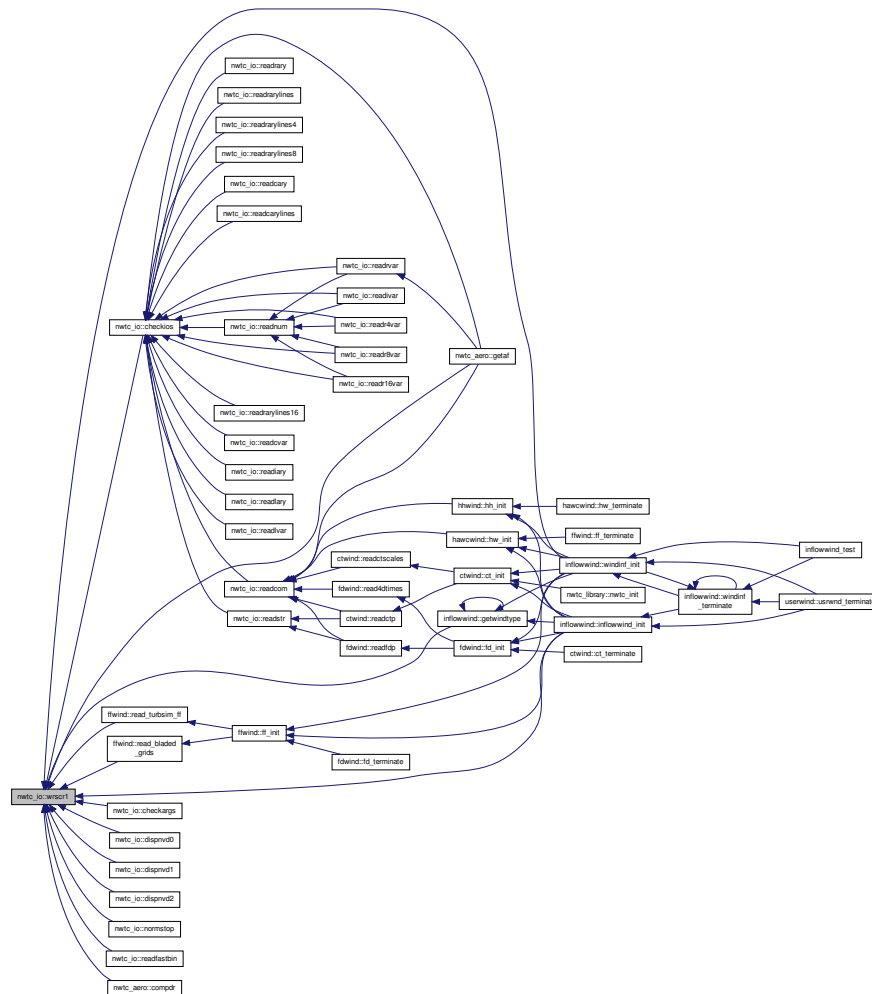 nwtc_io::readrary
nwtc_io::readrarylines
nwtc_io::readrarylines4
nwtc_io::readrarylines8
nwtc_io::readcary
nwtc_io::readcarylines
nwtc_io::readrvar
nwtc_io::readivar
nwtc_io::checkios
nwtc_io::readnum
nwtc_io::readr4var
nwtc_io::readr8var
nwtc_aero::getaf
nwtc_io::readr16var
nwtc_io::readrarylines16
nwtc_io::readcvar
nwtc_io::readiary
nwtc_io::readlary
nwtc_io::readlvar
hhwind::hh_init
hawcwind::hw_terminate
hawcwind::hw_init
ffwind::ff_terminate
inflowwind_test
ctwind::readctscales
inflowwind::windinf_init
ctwind::ct_init
nwtc_io::readcom
fdwind::read4dtimes
nwtc_library::nwtc_init
inflowwind::windinf
_terminate
userwind::usrwnd_terminate
nwtc_io::readstr
ctwind::readctp
inflowwind::getwindtype
inflowwind::inflowwind_init
fdwind::readfdp
fdwind::fd_init
ctwind::ct_terminate
ffwind::read_turbsim_ff
ffwind::ff_init
ffwind::read_bladed
_grids
fdwind::fd_terminate
nwtc_io::wrscr1
nwtc_io::checkargs
nwtc_io::dispnvd0
nwtc_io::dispnvd1
nwtc_io::dispnvd2
nwtc_io::normstop
nwtc_io::readfastbin
nwtc_aero::compdr